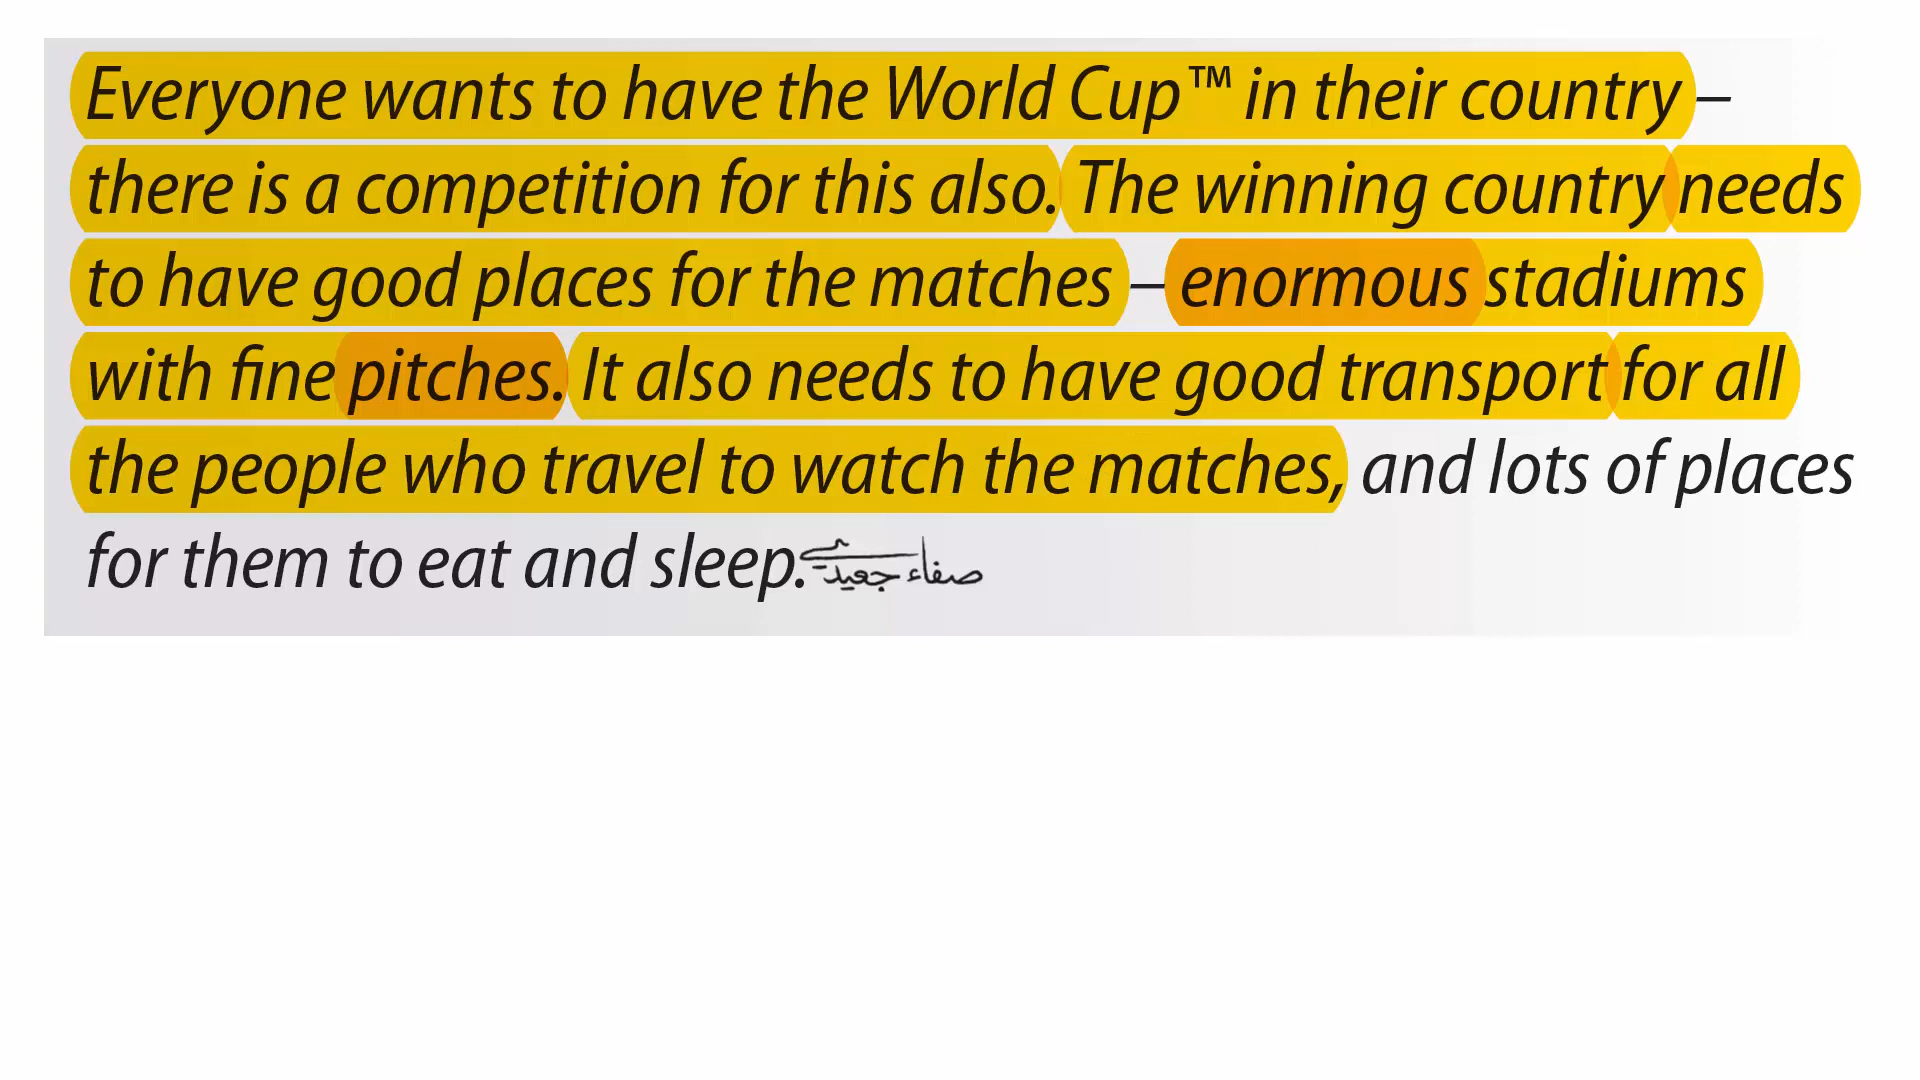 Everyone wants to have the World Cup™ in their country –
there is a competition for this also. The winning country needs
to have good places for the matches – enormous stadiums
with fine pitches. It also needs to have good transport for all
the people who travel to watch the matches, and lots of places
for them to eat and sleep. صفاء جعيدي